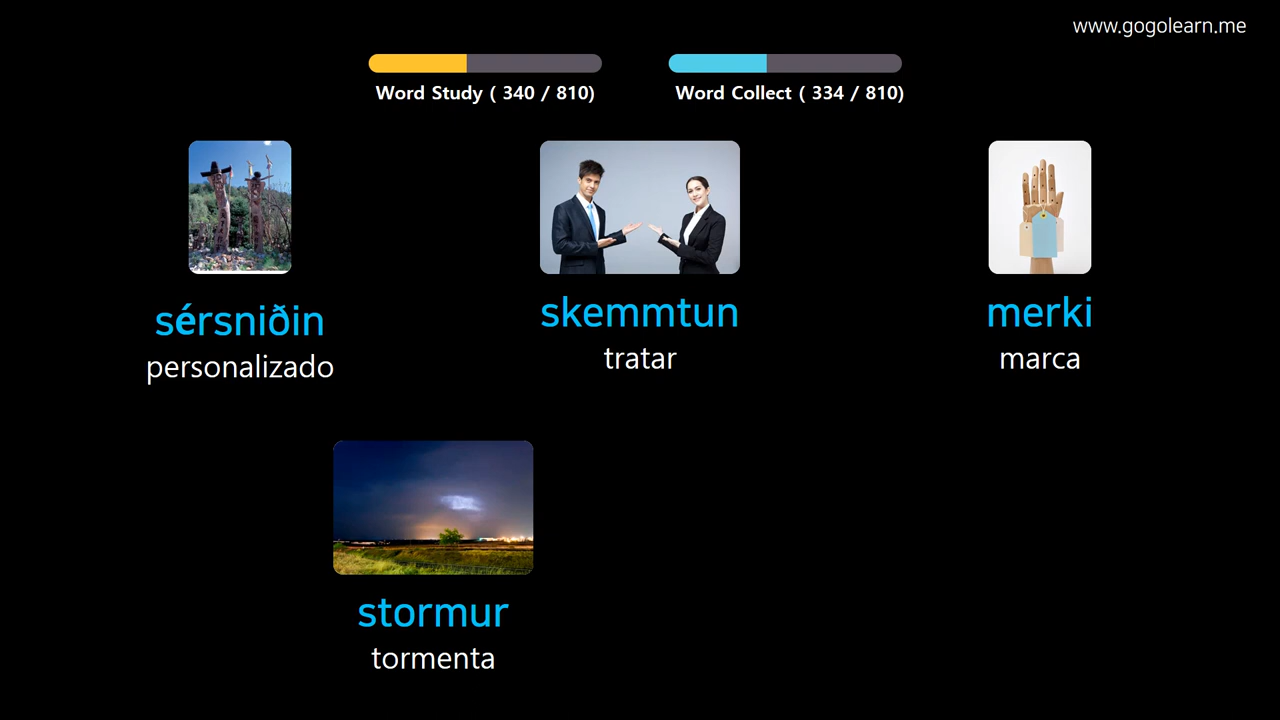 www.gogolearn.me
Word Study ( 340 / 810)
Word Collect ( 334 / 810)
sérsniðin
personalizado
skemmtun
tratar
merki
marca
stormur
tormenta